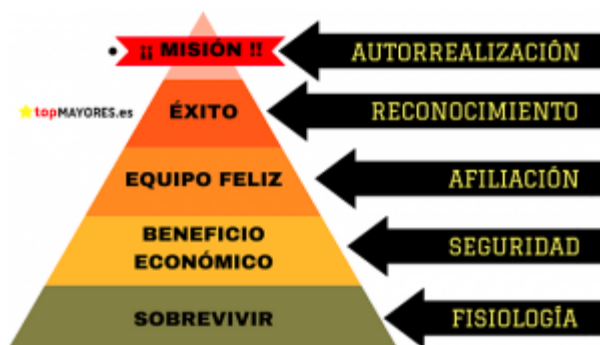 ¡¡ MISIÓN !!
AUTORREALIZACIÓN
topMAYORES.es
ÉXITO
RECONOCIMIENTO
EQUIPO FELIZ
AFILIACIÓN
BENEFICIO
ECONÓMICO
SEGURIDAD
SOBREVIVIR
FISIOLOGÍA